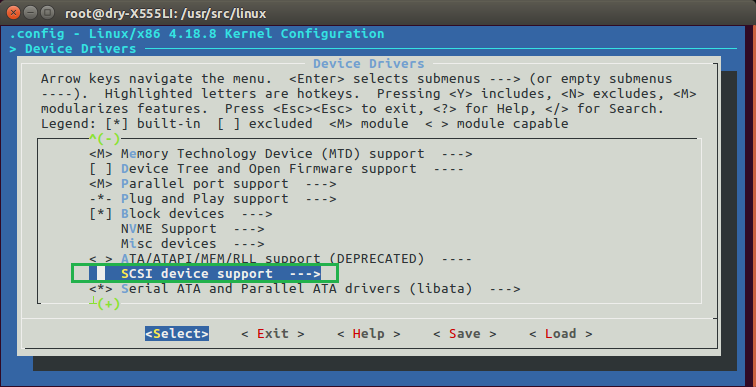 root@dry-X555LI: /usr/src/linux
.config - Linux/x86 4.18.8 Kernel Configuration
> Device Drivers
Device Drivers
Arrow keys navigate the menu.  <Enter> selects submenus ---> (or empty submenus
----).  Highlighted letters are hotkeys.  Pressing <Y> includes, <N> excludes, <M>
modularizes features.  Press <Esc><Esc> to exit, <?> for Help, </> for Search.
Legend: [*] built-in  [ ] excluded  <M> module  < > module capable
^(-)
<M> Memory Technology Device (MTD) support  --->
[ ] Device Tree and Open Firmware support  ----
<M> Parallel port support  --->
-*- Plug and Play support  --->
[*] Block devices  --->
NVME Support  --->
Misc devices  --->
< > ATA/ATAPI/MFM/RLL support (DEPRECATED)  ----
SCSI device support  --->
<*> Serial ATA and Parallel ATA drivers (libata)  --->
(+)
<Select>    < Exit >    < Help >    < Save >    < Load >